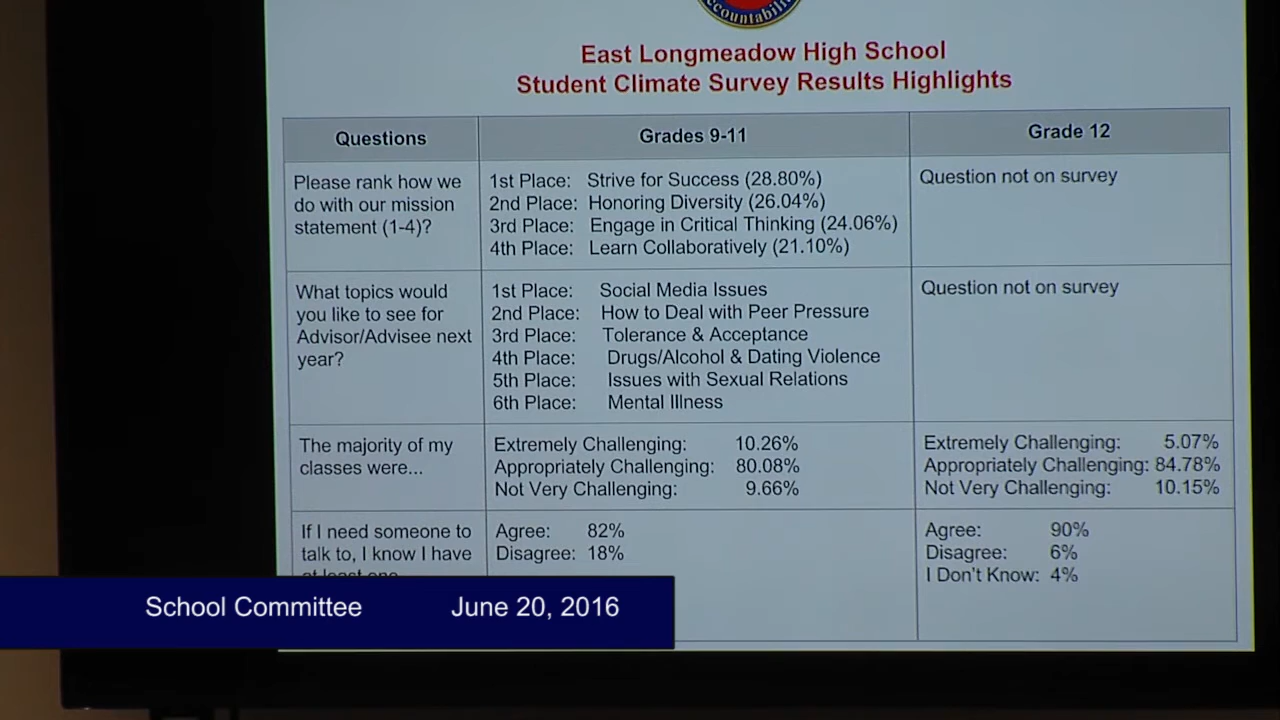 ccountabili
East Longmeadow High School
Student Climate Survey Results Highlights
Questions
Grades 9-11
Grade 12
Please rank how we
do with our mission
statement (1-4)?
1st Place: Strive for Success (28.80%)
2nd Place: Honoring Diversity (26.04%)
3rd Place: Engage in Critical Thinking (24.06%)
4th Place: Learn Collaboratively (21.10%)
Question not on survey
What topics would
you like to see for
Advisor/Advisee next
year?
1st Place: Social Media Issues
2nd Place: How to Deal with Peer Pressure
3rd Place: Tolerance & Acceptance
4th Place: Drugs/Alcohol & Dating Violence
5th Place: Issues with Sexual Relations
6th Place: Mental Illness
Question not on survey
The majority of my
classes were...
Extremely Challenging: 10.26%
Appropriately Challenging: 80.08%
Not Very Challenging: 9.66%
Extremely Challenging: 5.07%
Appropriately Challenging: 84.78%
Not Very Challenging: 10.15%
If I need someone to
talk to, I know I have
at least one
Agree: 82%
Disagree: 18%
Agree: 90%
Disagree: 6%
I Don't Know: 4%
School Committee June 20, 2016